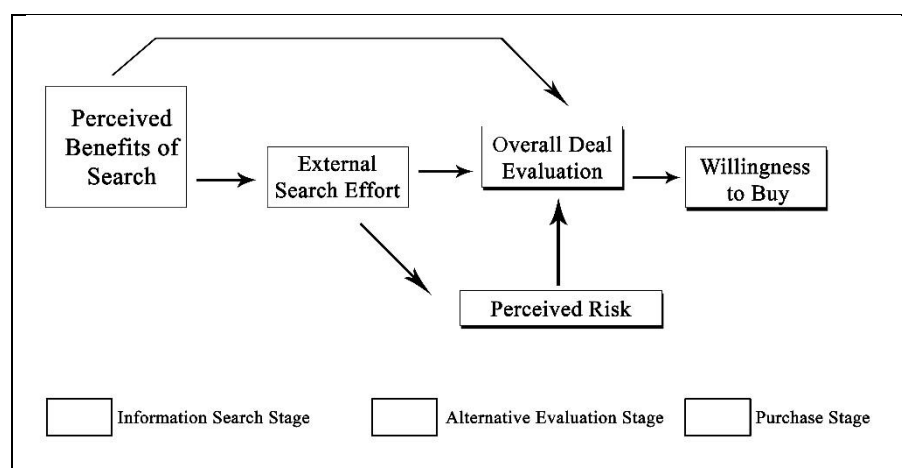 Perceived
Benefits of
Search
External
Search Effort
Overall Deal
Evaluation
Willingness
to Buy
Perceived Risk
Information Search Stage
Alternative Evaluation Stage
Purchase Stage